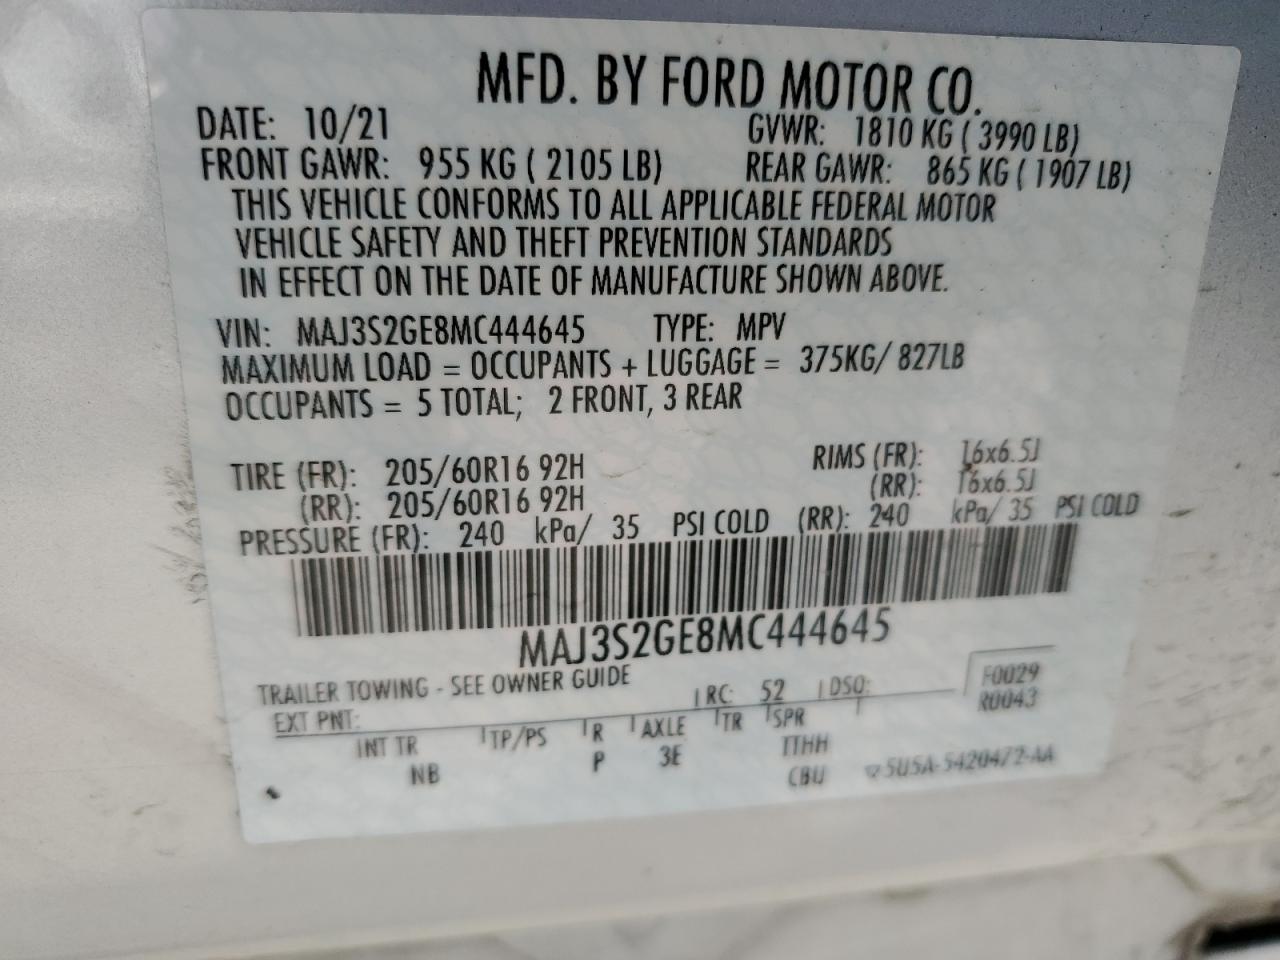 MFD. BY FORD MOTOR CO.
DATE: 10/21 GVWR: 1810 KG ( 3990 LB)
FRONT GAWR: 955 KG ( 2105 LB) REAR GAWR: 865 KG ( 1907 LB)
THIS VEHICLE CONFORMS TO ALL APPLICABLE FEDERAL MOTOR
VEHICLE SAFETY AND THEFT PREVENTION STANDARDS
IN EFFECT ON THE DATE OF MANUFACTURE SHOWN ABOVE.
VIN: MAJ3S2GE8MC444645 TYPE: MPV
MAXIMUM LOAD = OCCUPANTS + LUGGAGE = 375KG/ 827LB
OCCUPANTS = 5 TOTAL; 2 FRONT, 3 REAR
TIRE (FR): 205/60R16 92H RIMS (FR): 16x6.5J
(RR): 205/60R16 92H (RR): 16x6.5J
PRESSURE (FR): 240 kPa/ 35 PSI COLD (RR): 240 kPa/ 35 PSI COLD
MAJ3S2GE8MC444645
TRAILER TOWING - SEE OWNER GUIDE
EXT PNT: RC: 52 DSO: F0029
R0043
INT TR TP/PS R AXLE TR SPR
NB P 3E TTHH
CBU 5U5A-5420472-AA